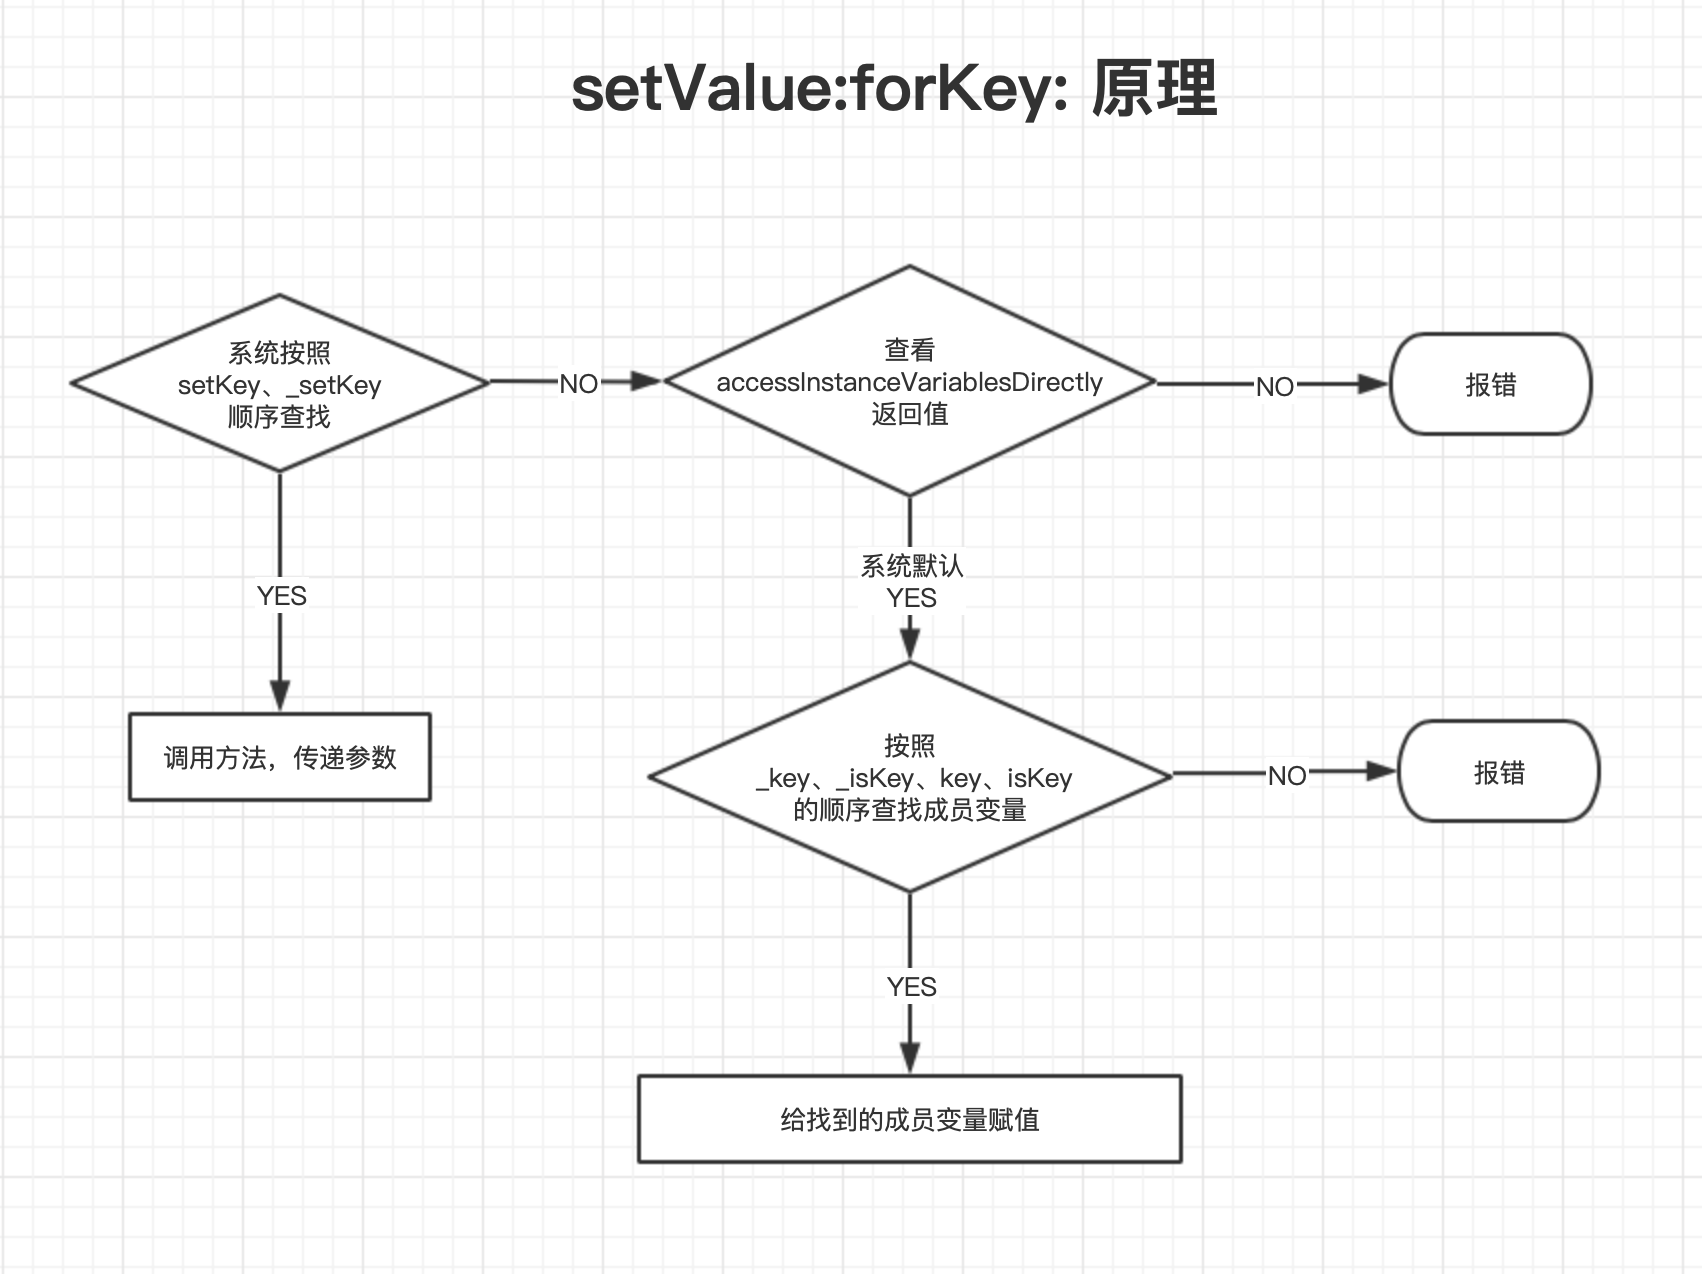 setValue:forKey: 原理
系统按照
setKey、_setKey
顺序查找
NO
查看
accessInstanceVariablesDirectly
返回值
NO
报错
YES
系统默认
YES
调用方法，传递参数
按照
_key、_isKey、key、isKey
的顺序查找成员变量
NO
报错
YES
给找到的成员变量赋值